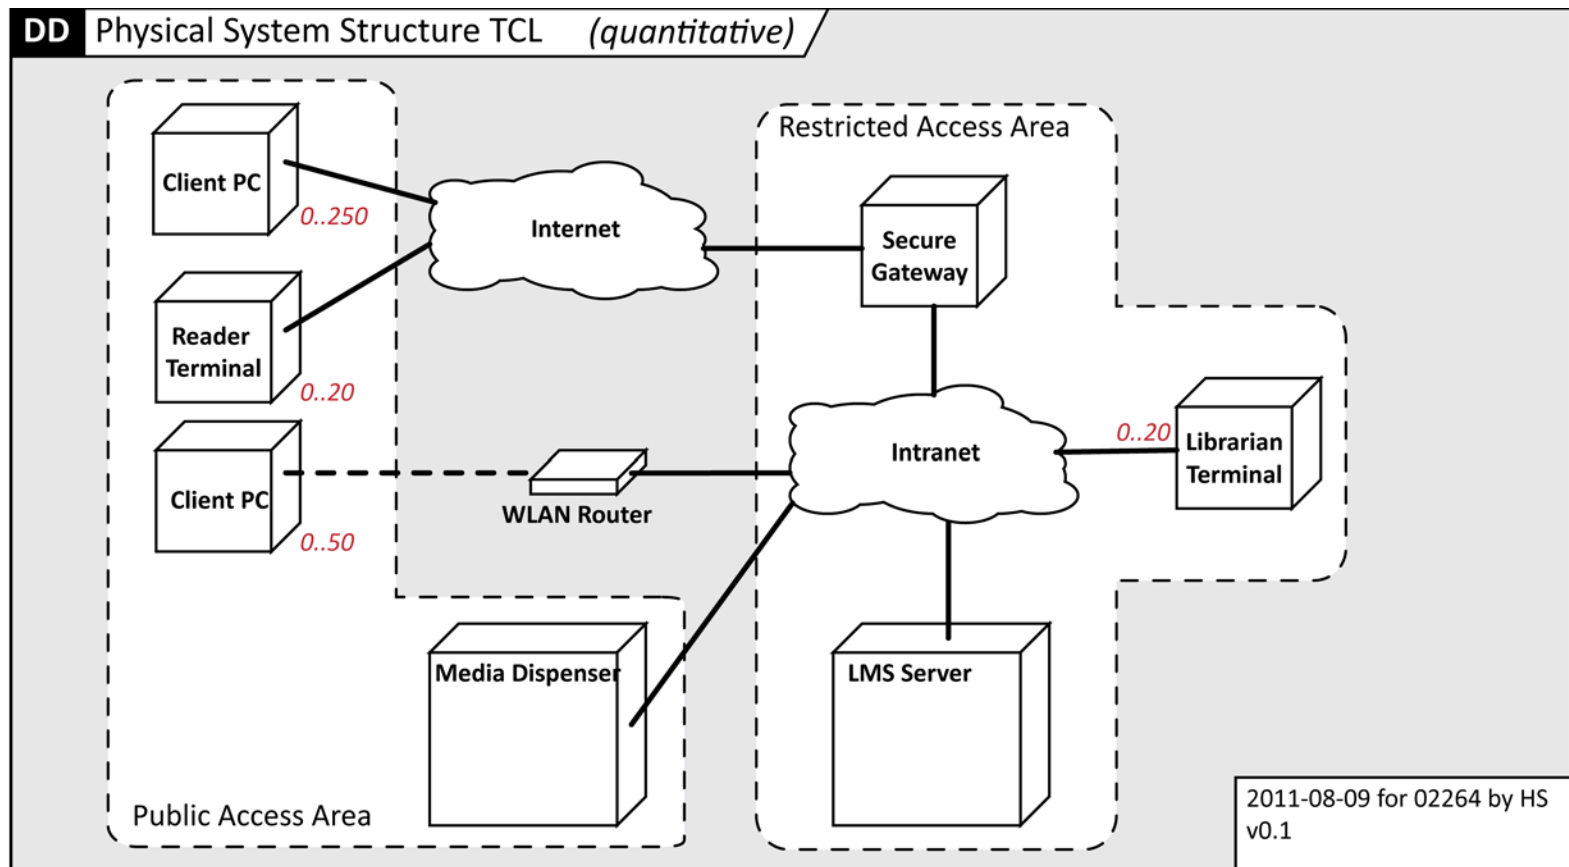 DD Physical System Structure TCL (quantitative)
Restricted Access Area
Client PC
0..250
Internet
Secure
Gateway
Reader
Terminal
0..20
Client PC
0..50
WLAN Router
Intranet
0..20
Librarian
Terminal
Media Dispenser
LMS Server
Public Access Area
2011-08-09 for 02264 by HS
v0.1